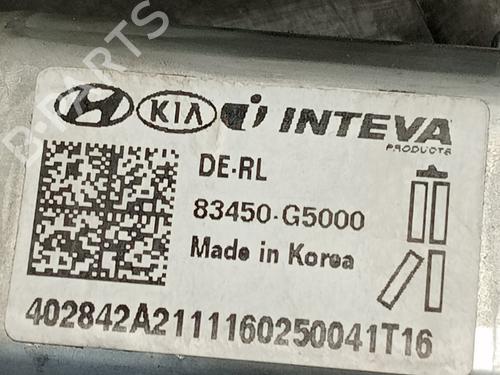 B-PARTS
KIA INTEVA
PRODUCTS
DE-RL
83450-G5000
Made in Korea
402842A2111160250041T16